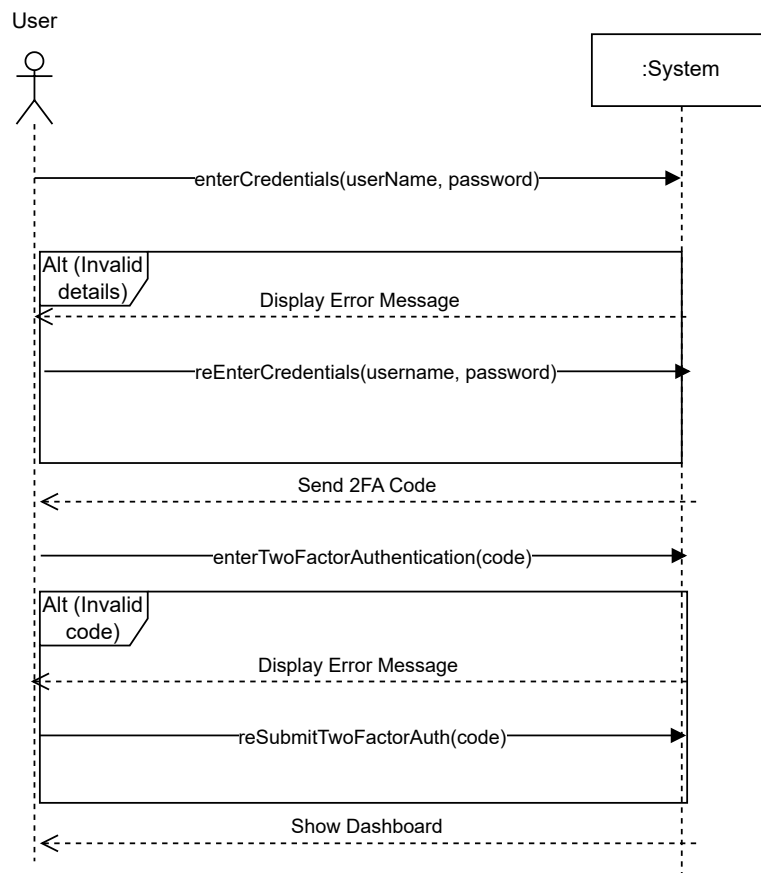 User
:System
enterCredentials(userName, password)
Alt (Invalid
details)
Display Error Message
reEnterCredentials(username, password)
Send 2FA Code
enterTwoFactorAuthentication(code)
Alt (Invalid
code)
Display Error Message
reSubmitTwoFactorAuth(code)
Show Dashboard